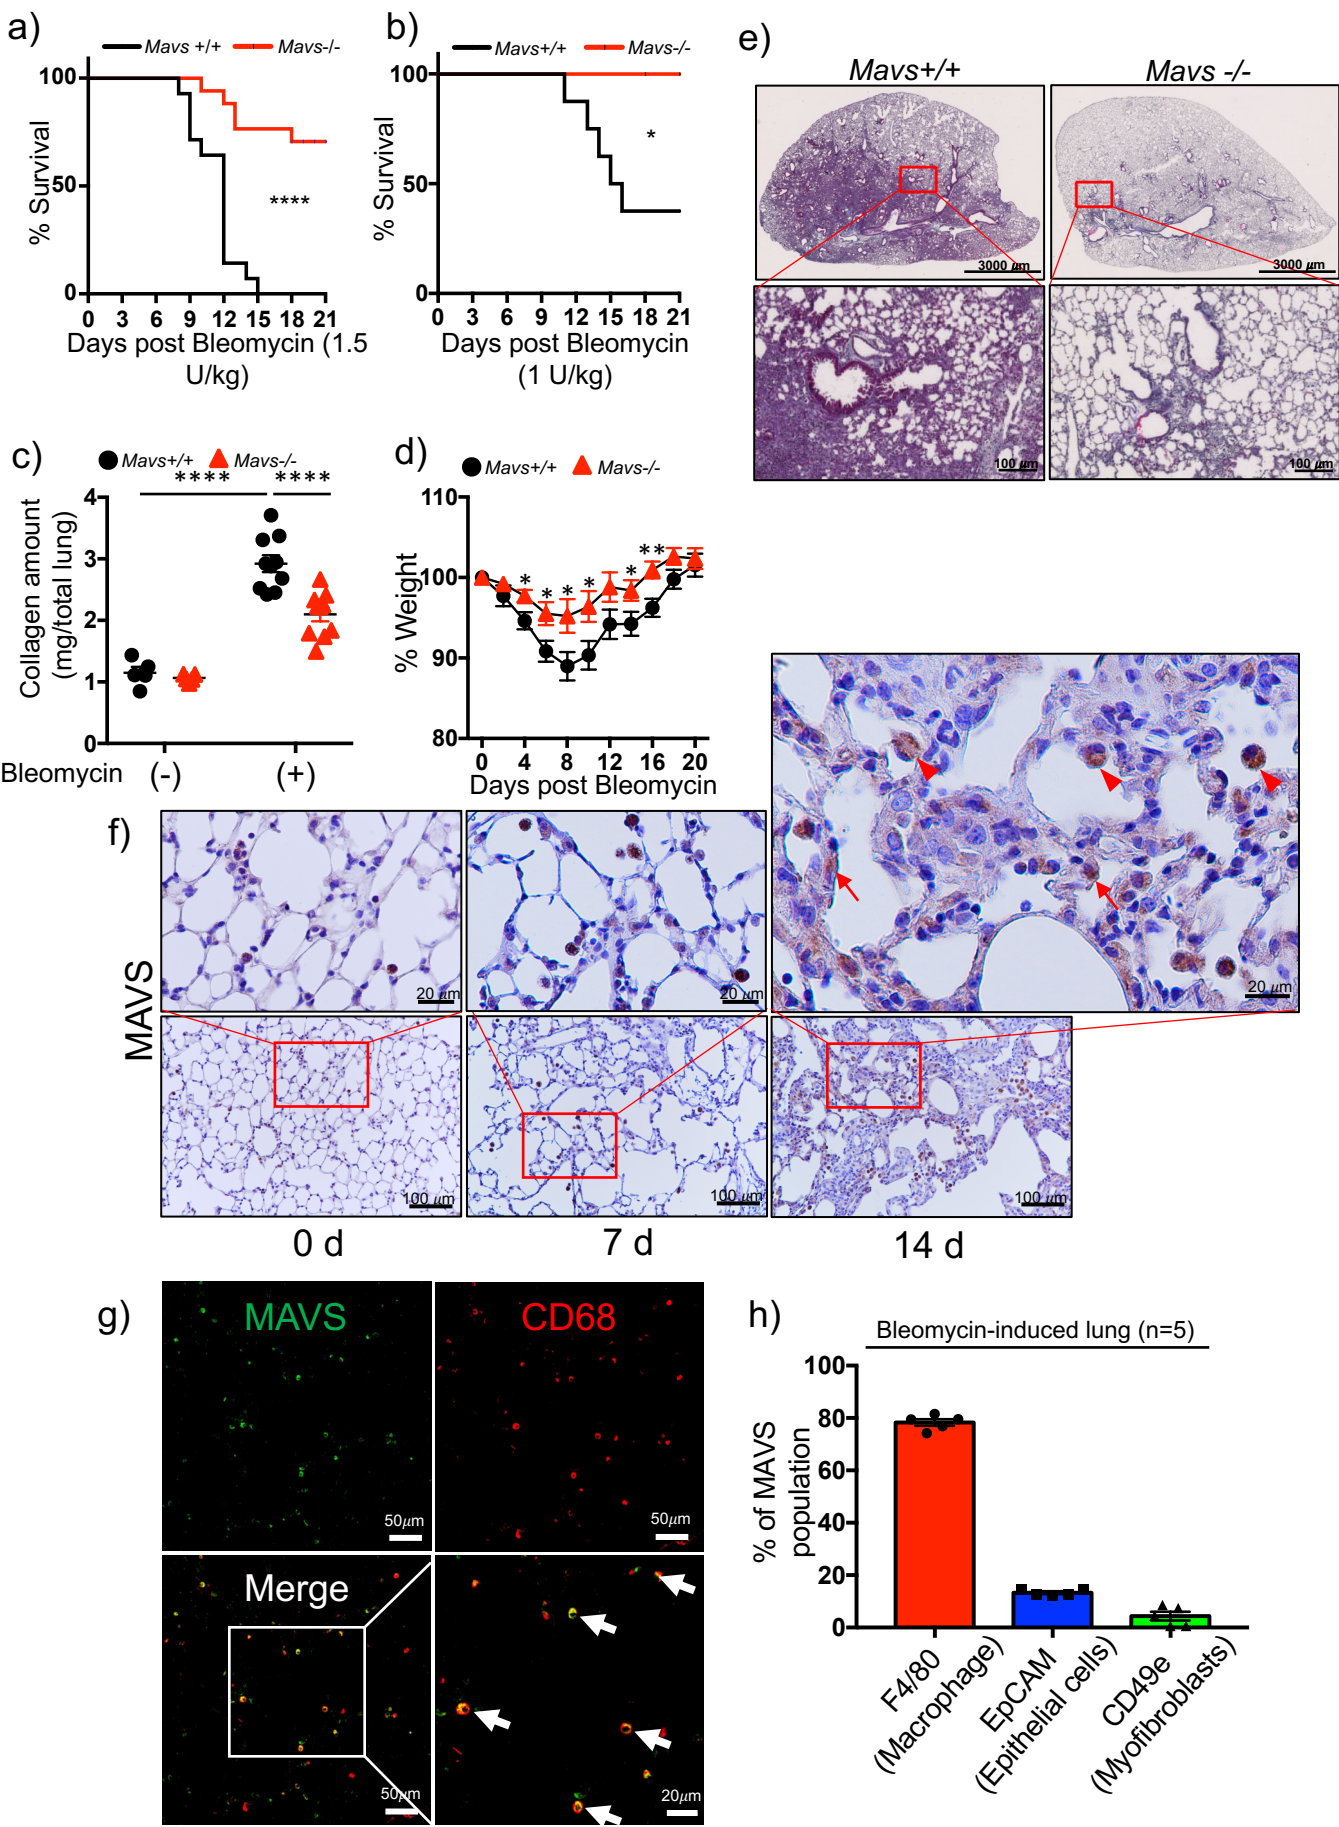 a)
Mavs +/+ Mavs-/-
100
50
0
% Survival
****
0 3 6 9 12 15 18 21
Days post Bleomycin (1.5
U/kg)
b)
Mavs+/+ Mavs-/-
100
50
0
% Survival
*
0 3 6 9 12 15 18 21
Days post Bleomycin
(1 U/kg)
e)
Mavs+/+ Mavs -/-
3000 µm
3000 µm
100 µm
100 µm
c)
Mavs+/+ Mavs-/-
**** ****
4
3
2
1
0
Collagen amount
(mg/total lung)
Bleomycin (-) (+)
d)
Mavs+/+ Mavs-/-
110
100
90
80
% Weight
* * * * * **
0 4 8 12 16 20
Days post Bleomycin
f)
MAVS
20 µm
20 µm
20 µm
100 µm
100 µm
100 µm
0 d 7 d 14 d
g)
MAVS
50µm
CD68
50µm
Merge
50µm
20µm
h)
Bleomycin-induced lung (n=5)
100
80
60
40
20
0
% of MAVS
population
F4/80
(Macrophage)
EpCAM
(Epithelial cells)
CD49e
(Myofibroblasts)